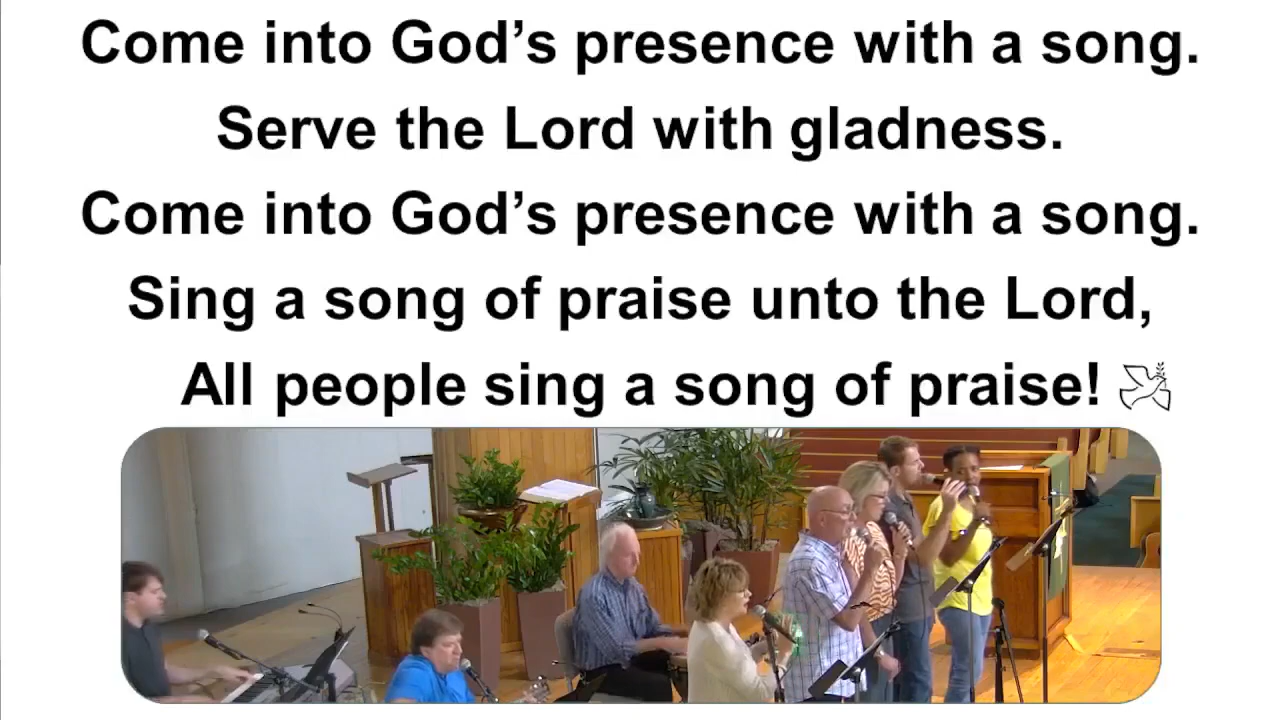 Come into God’s presence with a song.
Serve the Lord with gladness.
Come into God’s presence with a song.
Sing a song of praise unto the Lord,
All people sing a song of praise!